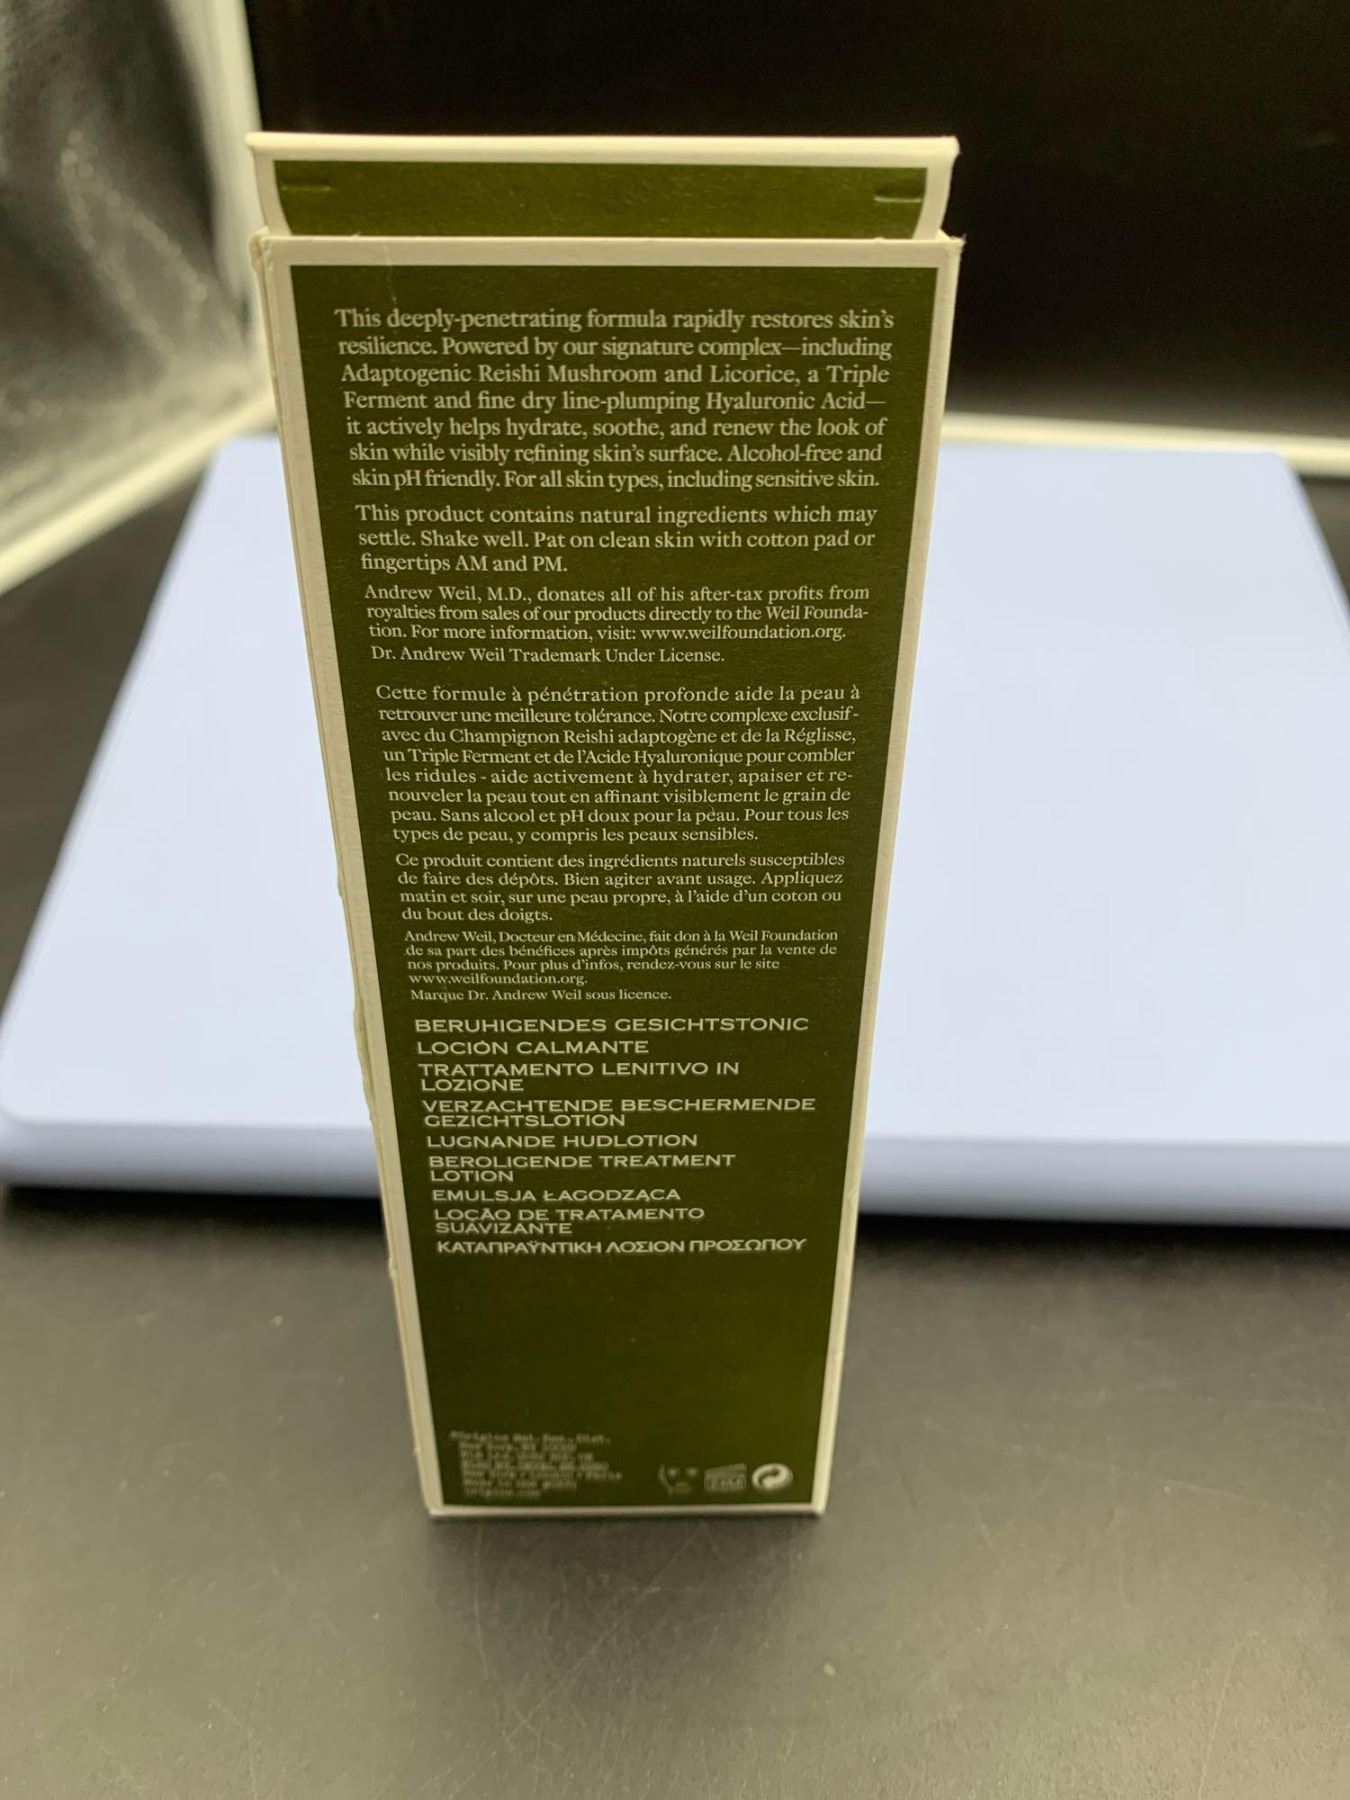 This deeply-penetrating formula rapidly restores skin's
resilience. Powered by our signature complex—including
Adaptogenic Reishi Mushroom and Licorice, a Triple
Ferment and fine dry line-plumping Hyaluronic Acid—
it actively helps hydrate, soothe, and renew the look of
skin while visibly refining skin's surface. Alcohol-free and
skin pH friendly. For all skin types, including sensitive skin.
This product contains natural ingredients which may
settle. Shake well. Pat on clean skin with cotton pad or
fingertips AM and PM.
Andrew Weil, M.D., donates all of his after-tax profits from
royalties from sales of our products directly to the Weil Founda-
tion. For more information, visit: www.weilfoundation.org.
Dr. Andrew Weil Trademark Under License.
Cette formule à pénétration profonde aide la peau à
retrouver une meilleure tolérance. Notre complexe exclusif -
avec du Champignon Reishi adaptogène et de la Réglisse,
un Triple Ferment et de l'Acide Hyaluronique pour combler
les ridules - aide activement à hydrater, apaiser et re-
nouveler la peau tout en affinant visiblement le grain de
peau. Sans alcool et pH doux pour la peau. Pour tous les
types de peau, y compris les peaux sensibles.
Ce produit contient des ingrédients naturels susceptibles
de faire des dépôts. Bien agiter avant usage. Appliquez
matin et soir, sur une peau propre, à l'aide d'un coton ou
du bout des doigts.
Andrew Weil, Docteur en Médecine, fait don à la Weil Foundation
de sa part des bénéfices après impôts générés par la vente de
nos produits. Pour plus d'infos, rendez-vous sur le site
www.weilfoundation.org.
Marque Dr. Andrew Weil sous licence.
BERUHIGENDES GESICHTSTONIC
LOCIÓN CALMANTE
TRATTAMENTO LENITIVO IN
LOZIONE
VERZACHTENDE BESCHERMENDE
GEZICHTSLOTION
LUGNANDE HUDLOTION
BEROLIGENDE TREATMENT
LOTION
EMULSJA ŁAGODZĄCA
LOÇÃO DE TRATAMENTO
SUAVIZANTE
ΚΑΤΑΠΡΑΫΝΤΙΚΗ ΛΟΣΙΟΝ ΠΡΟΣΩΠΟΥ